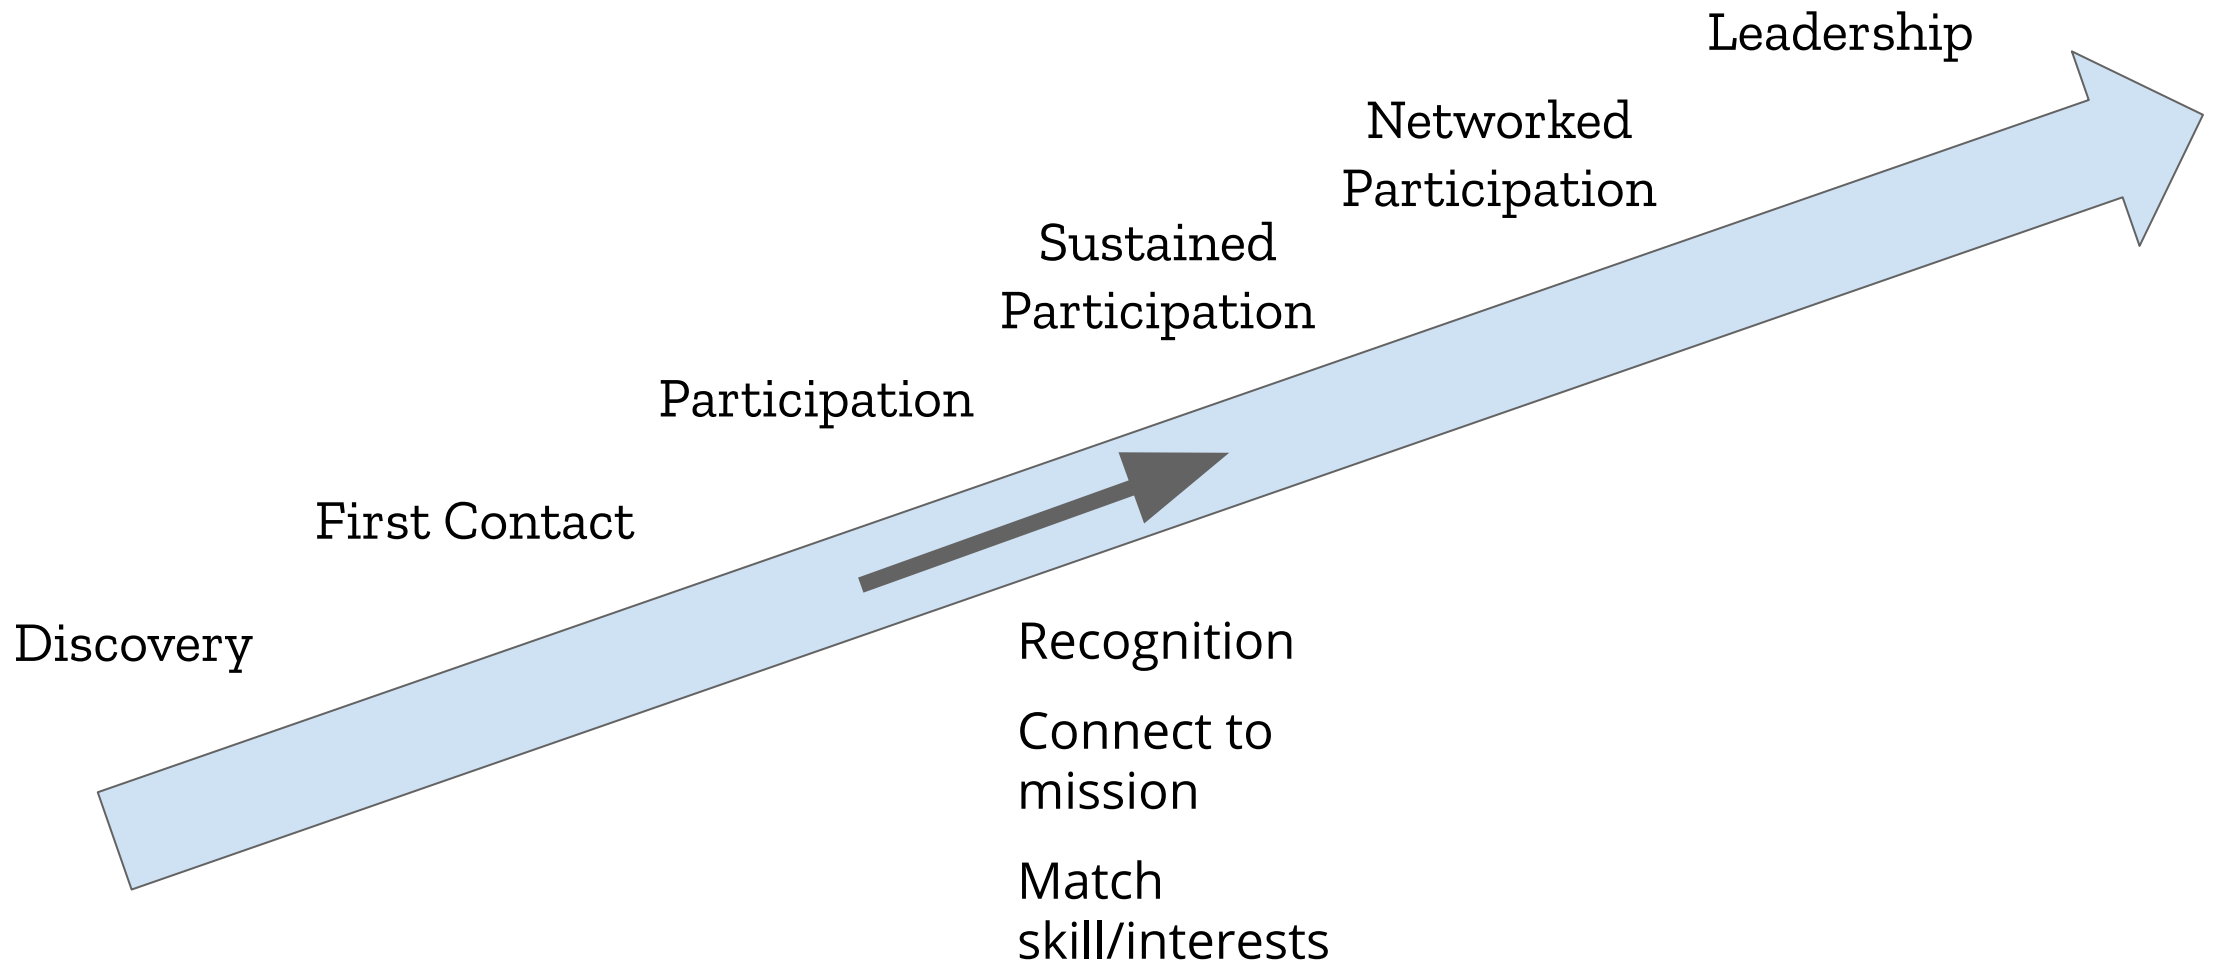 Leadership
Networked
Participation
Sustained
Participation
Participation
First Contact
Discovery
Recognition
Connect to
mission
Match
skill/interests